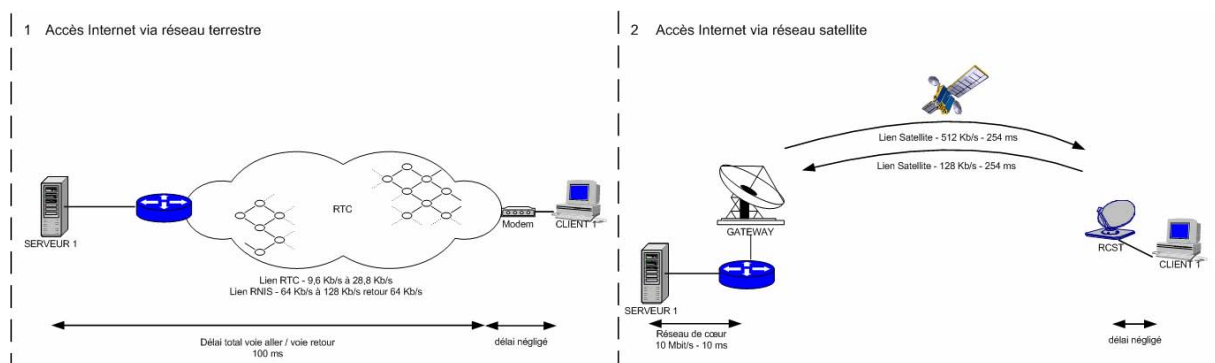 1 Accès Internet via réseau terrestre
RTC
SERVEUR 1
Modem
CLIENT 1
Lien RTC - 9,6 Kb/s à 28,8 Kb/s
Lien RNIS - 64 Kb/s à 128 Kb/s retour 64 Kb/s
Délai total voie aller / voie retour
100 ms
délai négligé
2 Accès Internet via réseau satellite
Lien Satellite - 512 Kb/s - 254 ms
Lien Satellite - 128 Kb/s - 254 ms
GATEWAY
RCST
CLIENT 1
SERVEUR 1
Réseau de cœur
10 Mbit/s - 10 ms
délai négligé